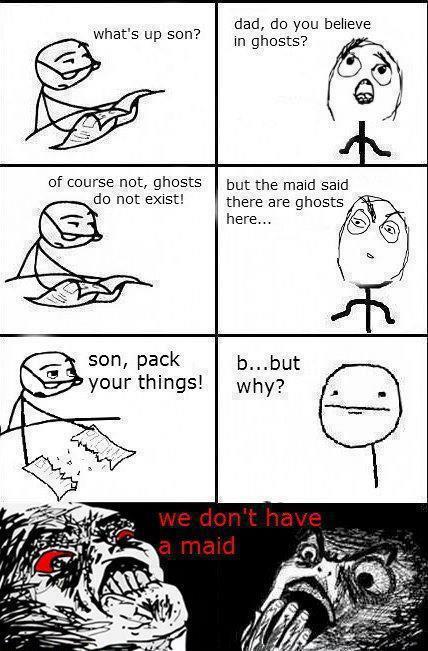 what's up son?
dad, do you believe
in ghosts?
of course not, ghosts
do not exist!
but the maid said
there are ghosts
here...
son, pack
your things!
b...but
why?
we don't have
a maid